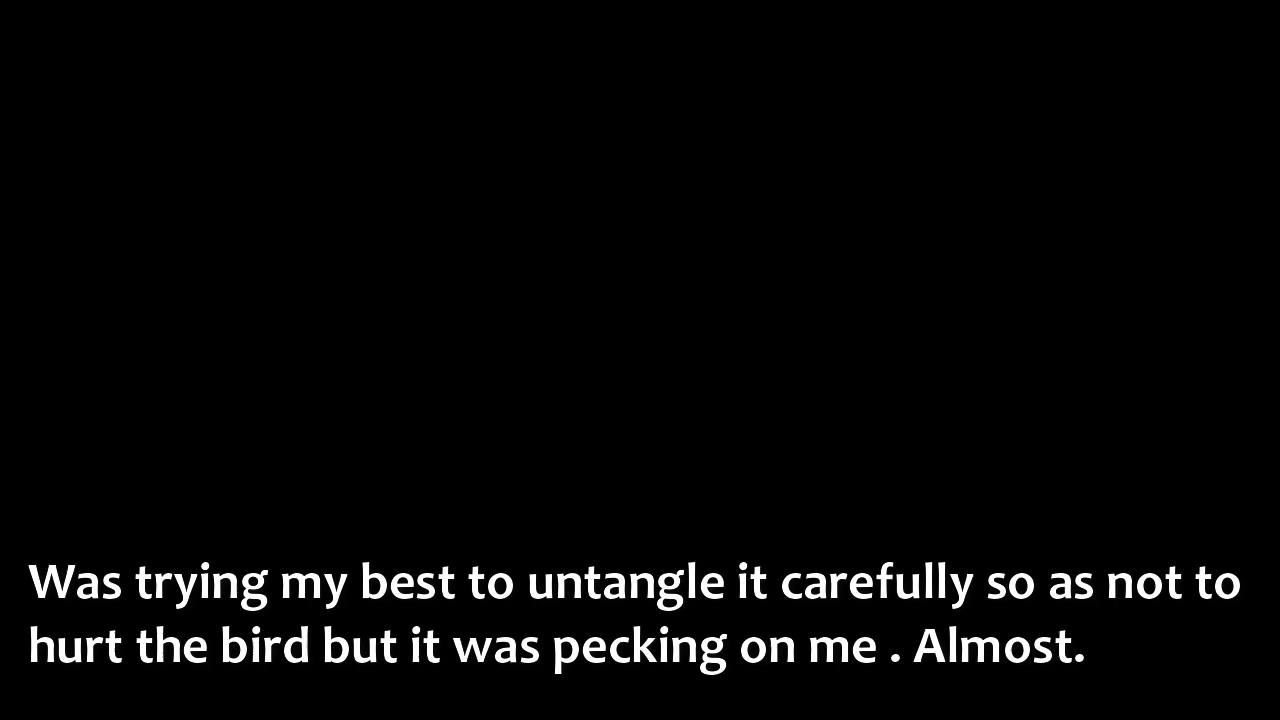 Was trying my best to untangle it carefully so as not to
hurt the bird but it was pecking on me . Almost.